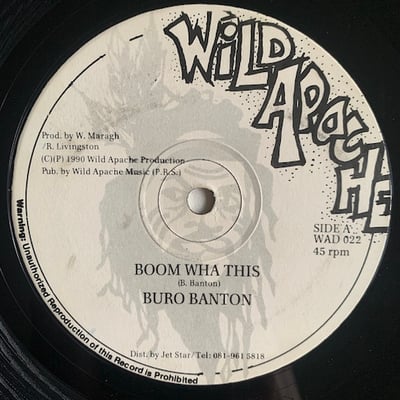 WILD
APACHE
Prod. by W. Maragh
/R. Livingston
(C)(P) 1990 Wild Apache Production
Pub. by Wild Apache Music (P.R.S.)
SIDE A..
WAD 022
45 rpm
BOOM WHA THIS
(B. Banton)
BURO BANTON
Dist. by Jet Star/Tel: 081-961 5818
Warning: Unauthorized Reproduction of this Record is Prohibited